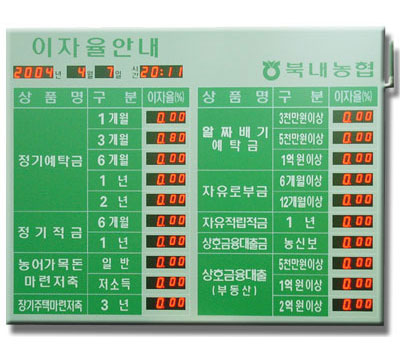 이자율안내
2004년 4월 7일 시간 20:11
북내농협
상품명 구분 이자율(%)
정기예탁금
1개월 0.00
3개월 0.80
6개월 0.00
1년 0.00
2년 0.00
정기적금
6개월 0.00
1년 0.00
농어가목돈
마련저축
일반 0.00
저소득 0.00
장기주택마련저축 3년 0.00
상품명 구분 이자율(%)
알짜배기
예탁금
3천만원이상 0.00
5천만원이상 0.00
1억원이상 0.00
자유로부금
6개월이상 0.00
12개월이상 0.00
자유적립적금 1년 0.00
상호금융대출금 농신보 0.00
상호금융대출
(부동산)
5천만원이상 0.00
1억원이상 0.00
2억원이상 0.00